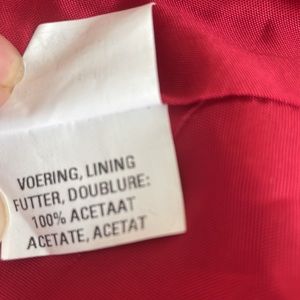 VOERING, LINING
FUTTER, DOUBLURE:
100% ACETAAT
ACETATE, ACETAT